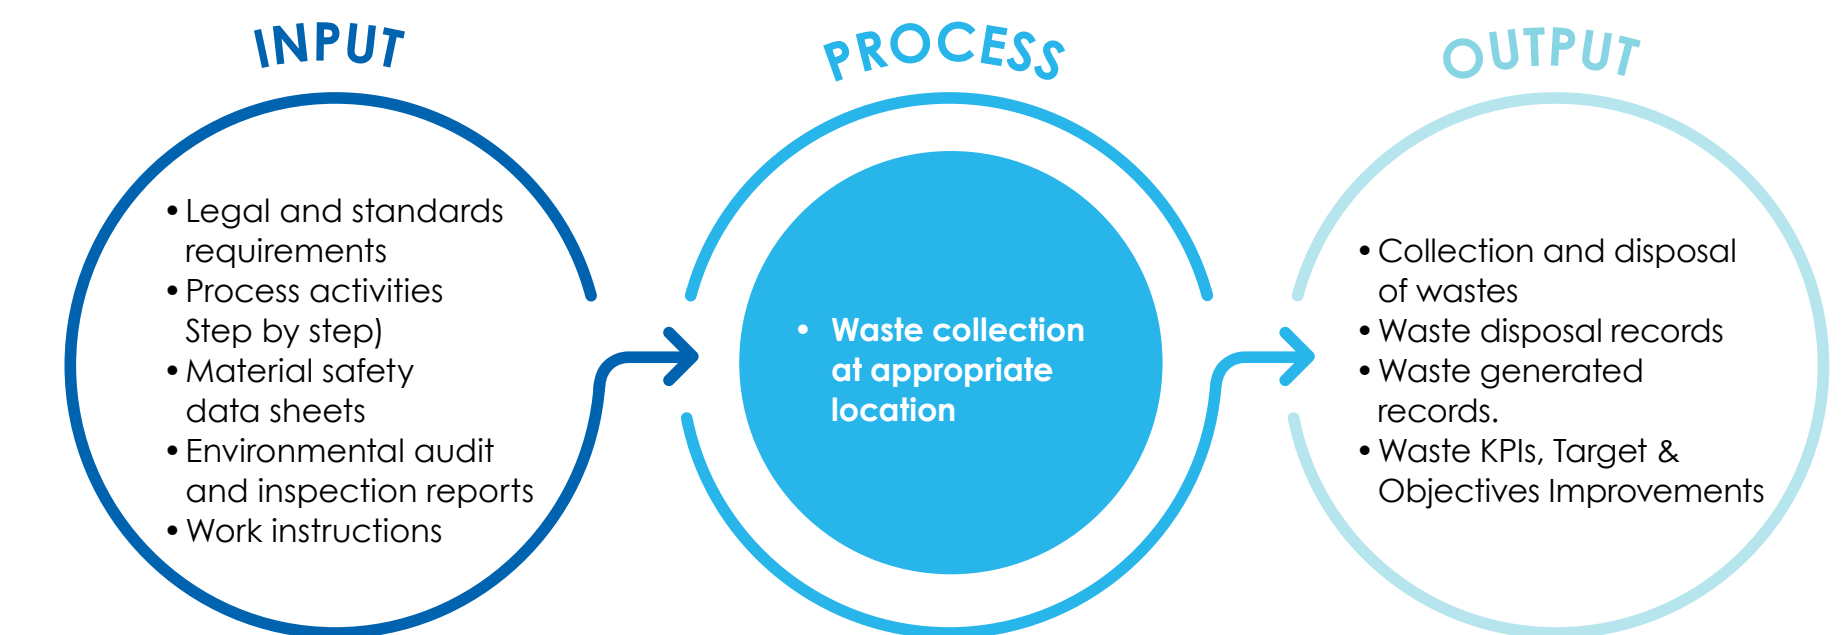 INPUT
• Legal and standards
requirements
• Process activities
Step by step)
• Material safety
data sheets
• Environmental audit
and inspection reports
• Work instructions
PROCESS
• Waste collection
at appropriate
location
OUTPUT
• Collection and disposal
of wastes
• Waste disposal records
• Waste generated
records.
• Waste KPIs, Target &
Objectives Improvements